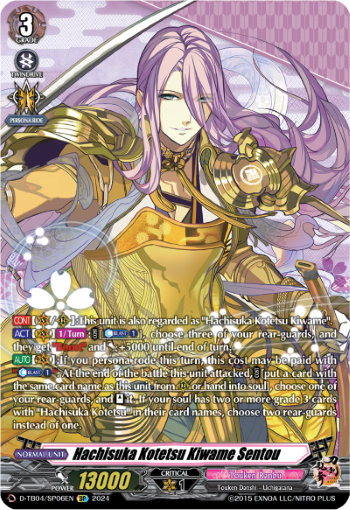 3
GRADE
TWINDRIVE
PERSONA RIDE
CONT : This unit is also regarded as "Hachisuka Kotetsu Kiwame".
ACT 1/Turn : BLAST 1, choose three of your rear-guards, and
they get "Boost" and +5000 until end of turn.
AUTO : If you persona rode this turn, this cost may be paid with
BLAST 1. At the end of the battle this unit attacked, put a card with
the same card name as this unit from or hand into soul, choose one of
your rear-guards, and it. If your soul has two or more grade 3 cards
with "Hachisuka Kotetsu" in their card names, choose two rear-guards
instead of one.
NORMAL UNIT
Hachisuka Kotetsu Kiwame Sentou
POWER 13000
CRITICAL
1
Touken Ranbu
Touken Danshi - Uchigatana
D-TB04/SP06EN SP 2024
©2015 EXNOA LLC/NITRO PLUS